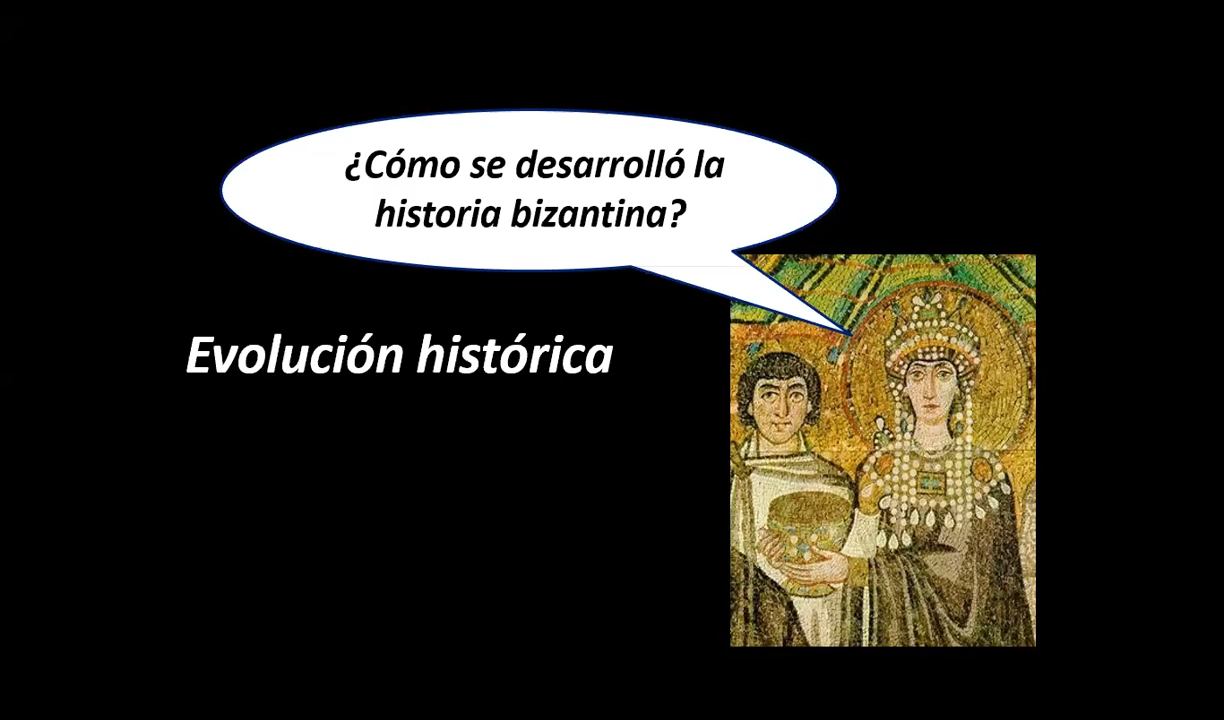 ¿Cómo se desarrolló la
historia bizantina?
Evolución histórica